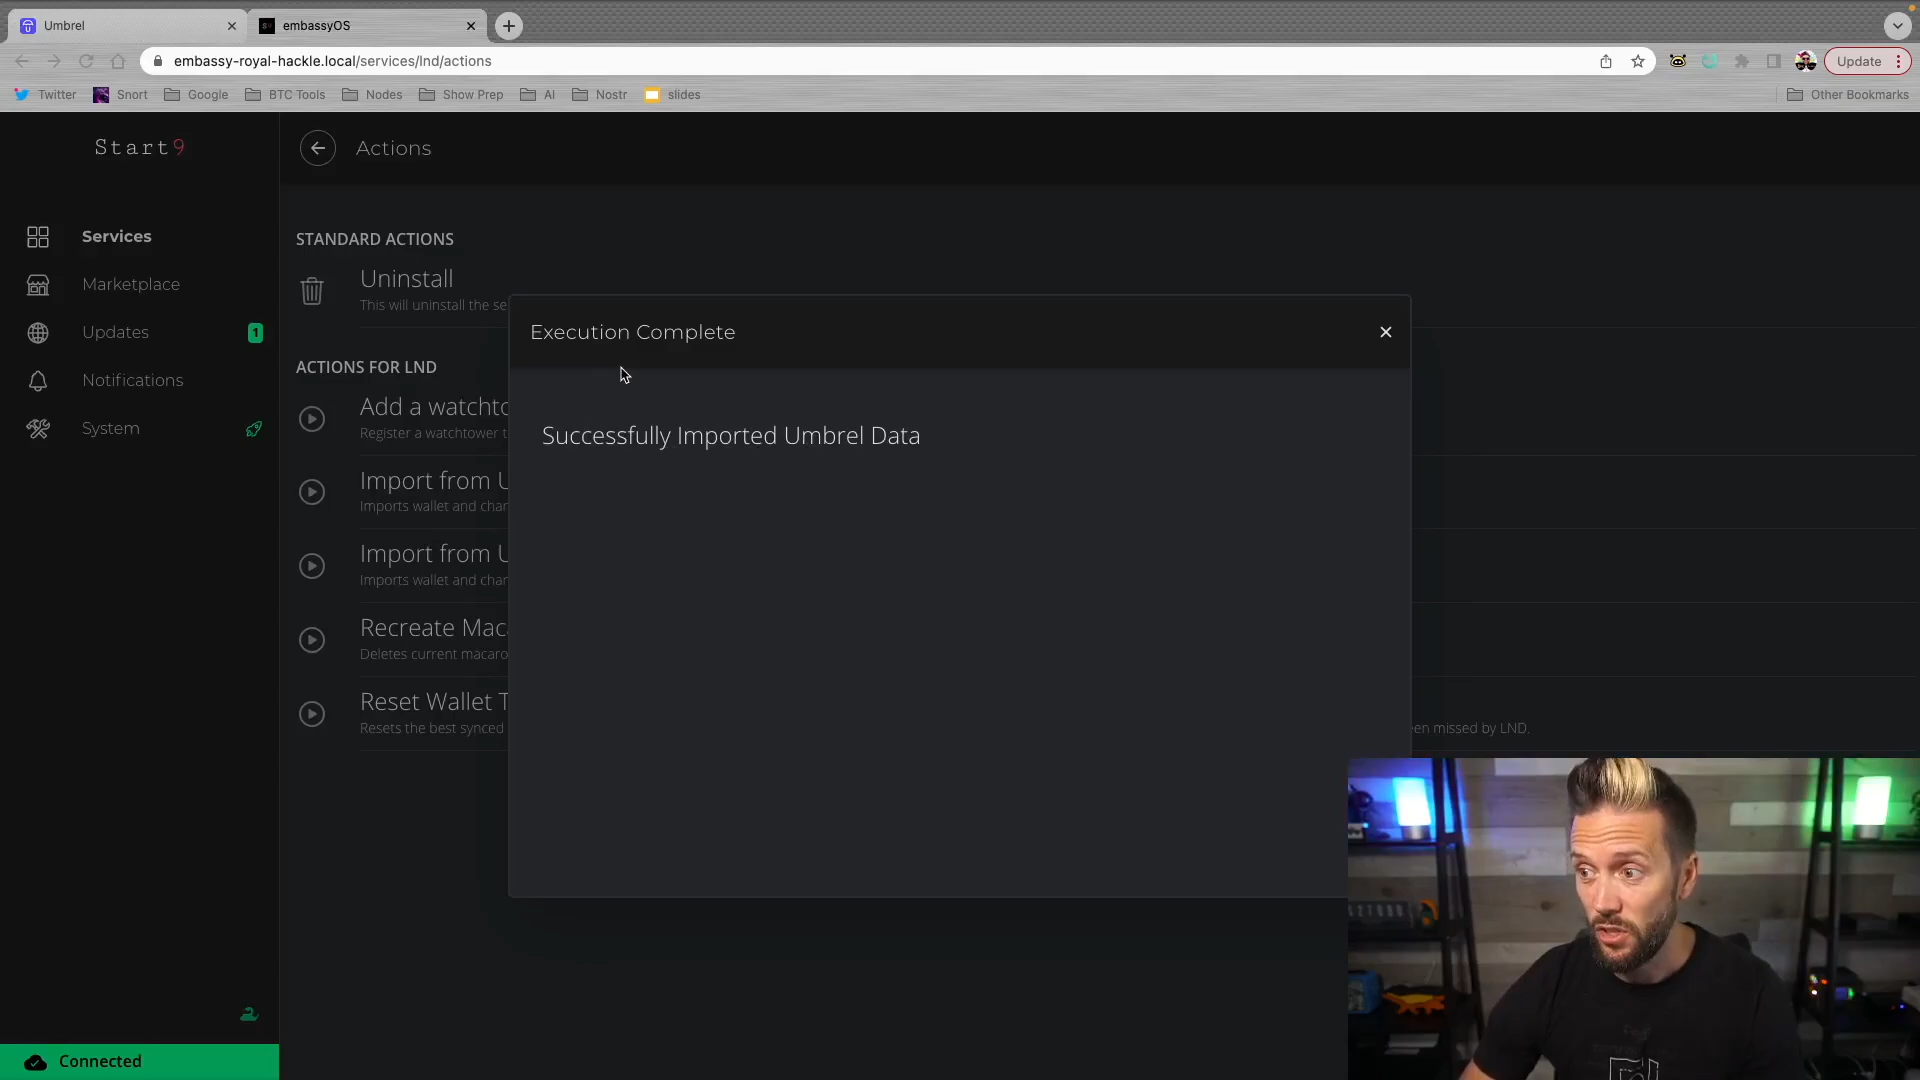 Umbrel
embassyOS
embassy-royal-hackle.local/services/lnd/actions
Update
Twitter
Snort
Google
BTC Tools
Nodes
Show Prep
AI
Nostr
slides
Other Bookmarks
Start9
Actions
Services
Marketplace
Updates
1
Notifications
System
STANDARD ACTIONS
Uninstall
This will uninstall the se
Execution Complete
Successfully Imported Umbrel Data
ACTIONS FOR LND
Add a watchto
Register a watchtower t
Import from U
Imports wallet and chan
Import from U
Imports wallet and chan
Recreate Maca
Deletes current macaro
Reset Wallet T
Resets the best synced
en missed by LND.
Connected